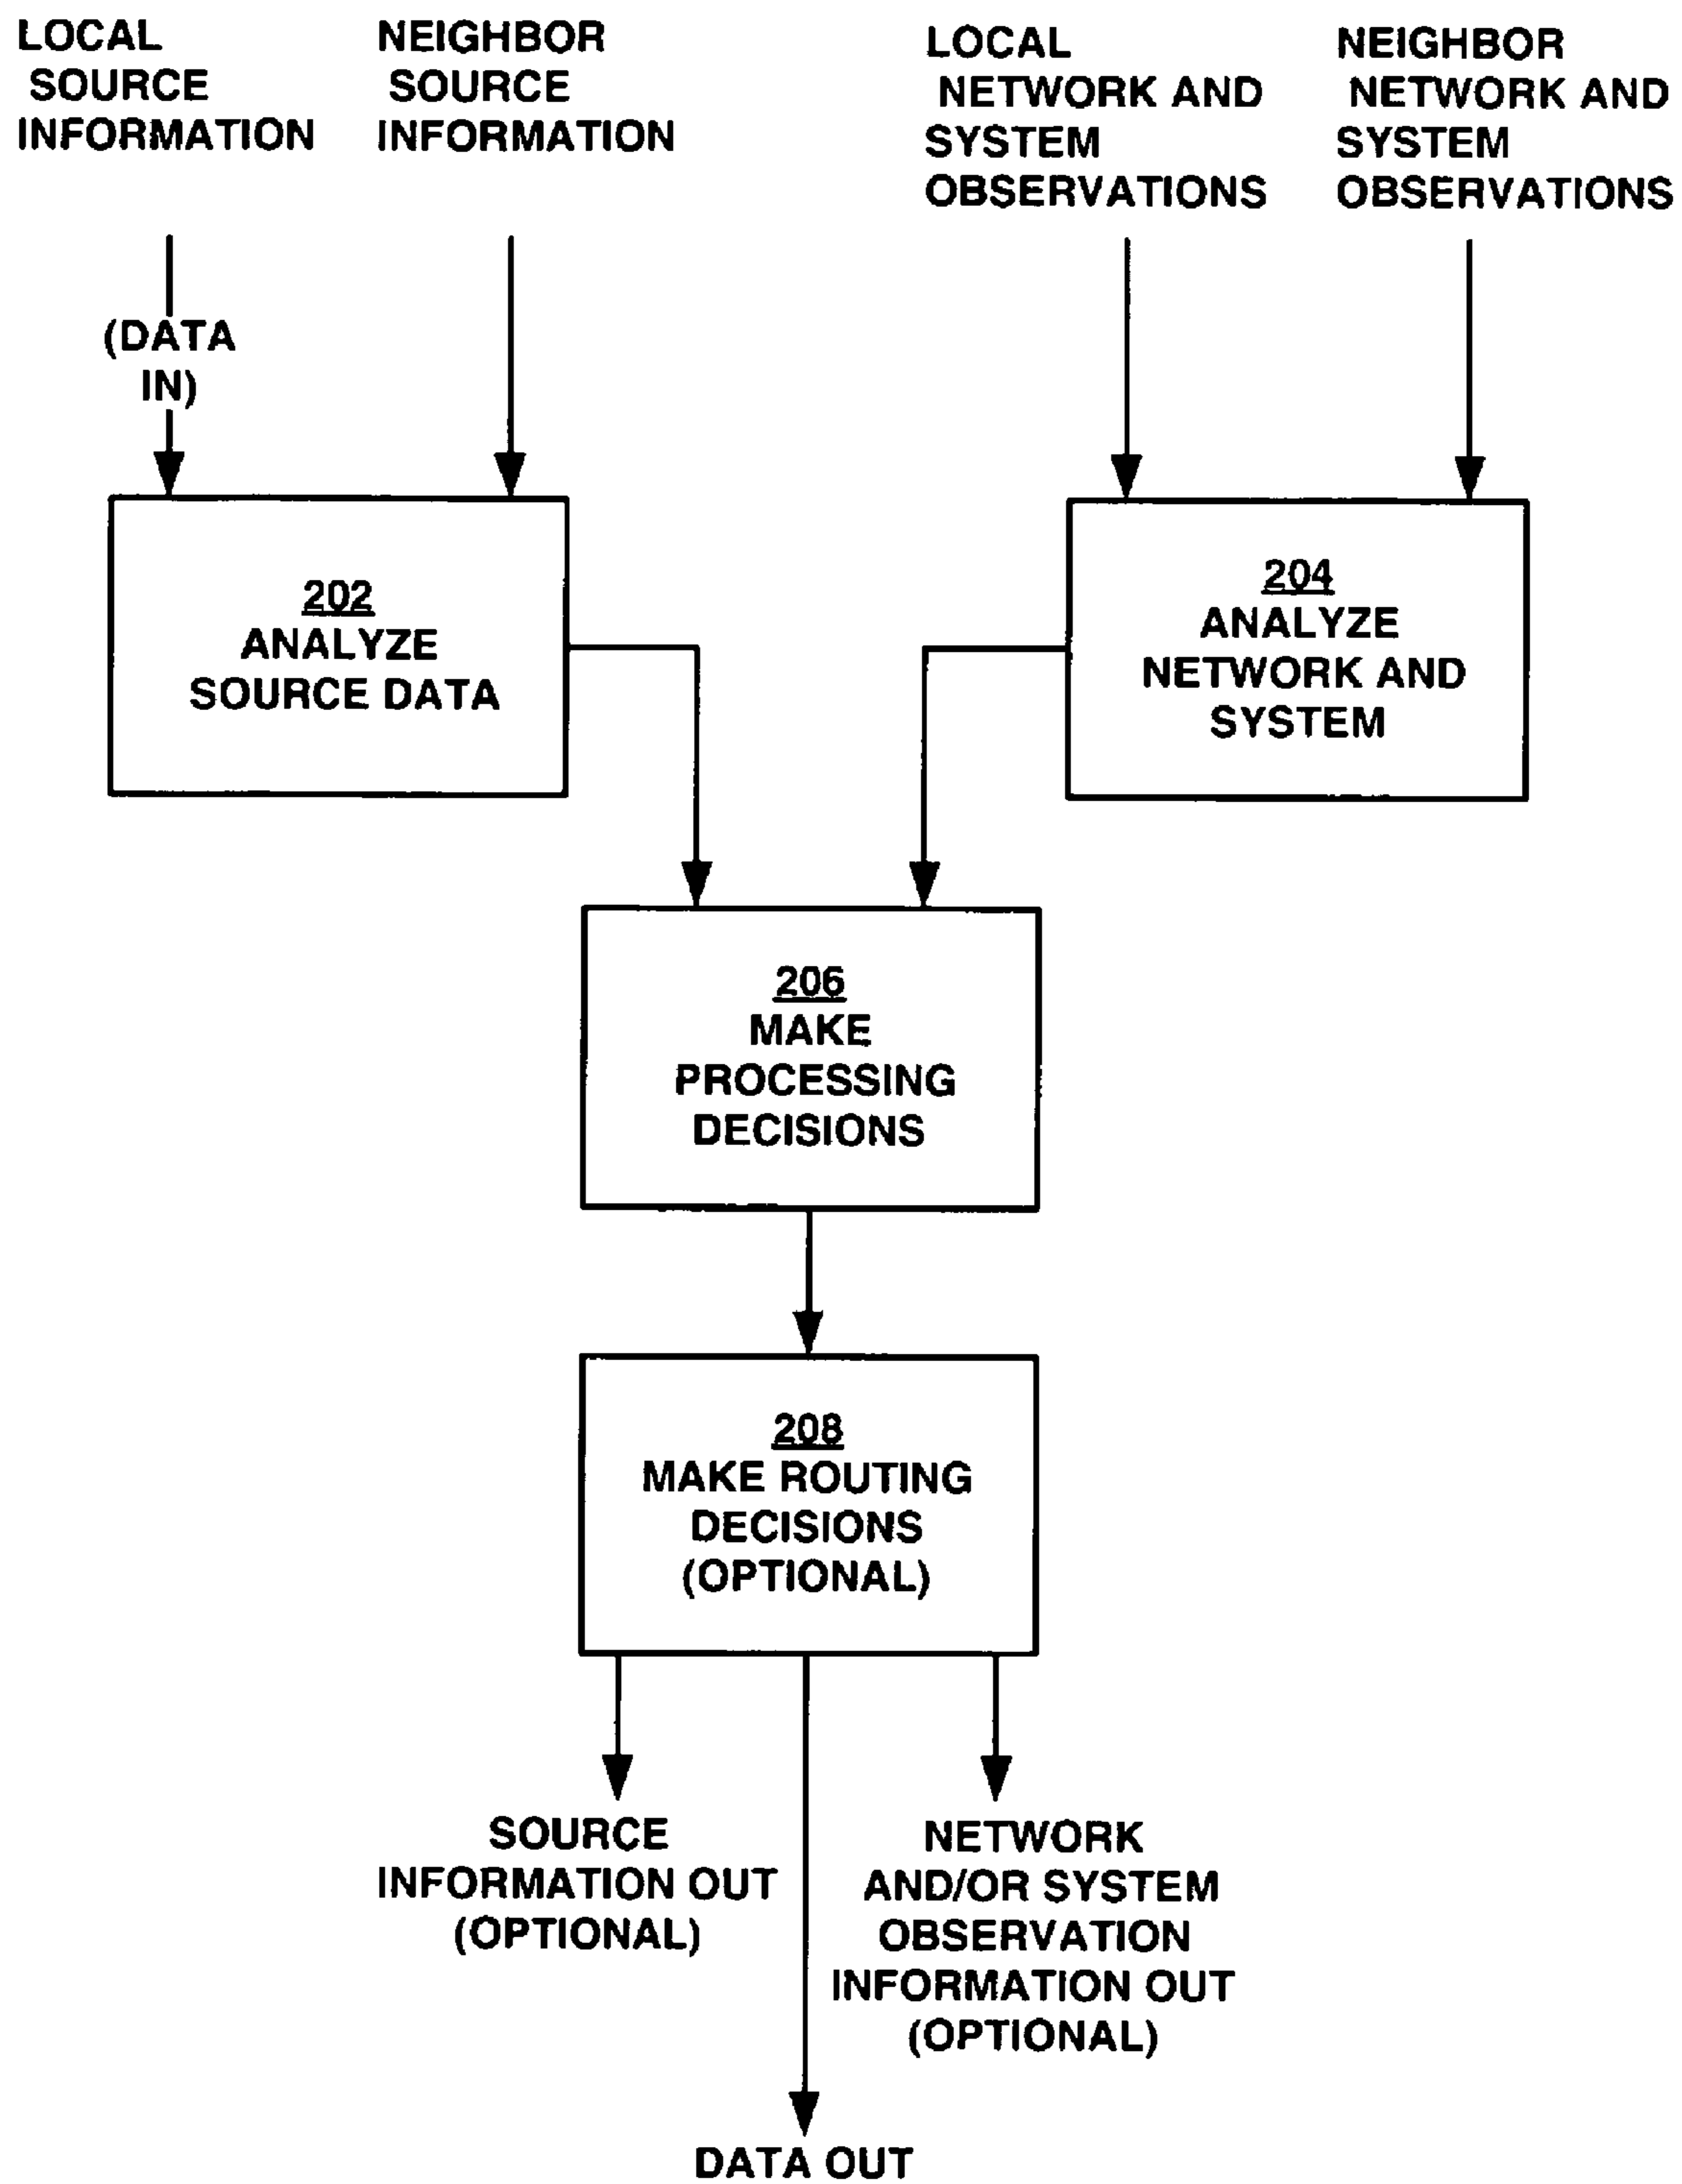 LOCAL
SOURCE
INFORMATION
NEIGHBOR
SOURCE
INFORMATION
LOCAL
NETWORK AND
SYSTEM
OBSERVATIONS
NEIGHBOR
NETWORK AND
SYSTEM
OBSERVATIONS
(DATA
IN)
202
ANALYZE
SOURCE DATA
204
ANALYZE
NETWORK AND
SYSTEM
206
MAKE
PROCESSING
DECISIONS
208
MAKE ROUTING
DECISIONS
(OPTIONAL)
SOURCE
INFORMATION OUT
(OPTIONAL)
NETWORK
AND/OR SYSTEM
OBSERVATION
INFORMATION OUT
(OPTIONAL)
DATA OUT